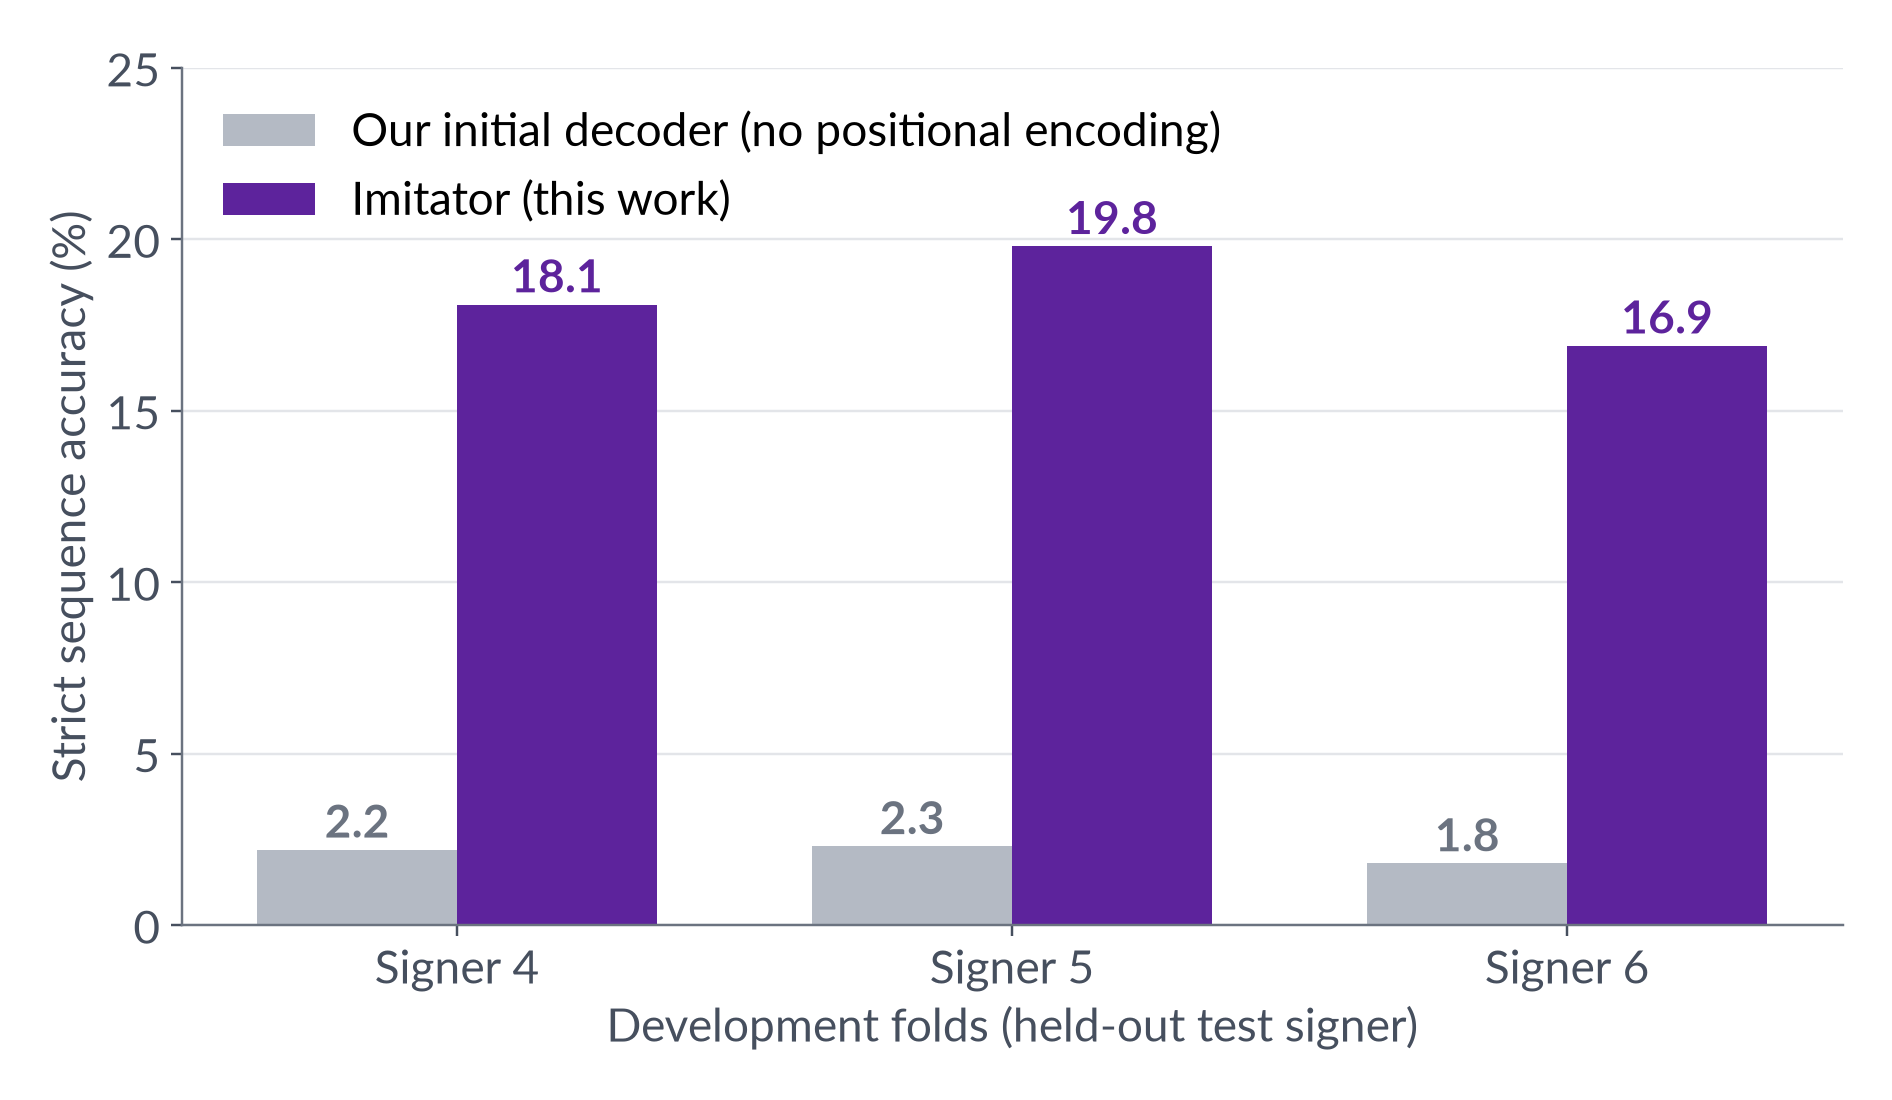 25
Our initial decoder (no positional encoding)
Imitator (this work)
19.8
20
18.1
16.9
15
10
5
2.2
2.3
1.8
0
Strict sequence accuracy (%)
Signer 4
Signer 5
Signer 6
Development folds (held-out test signer)